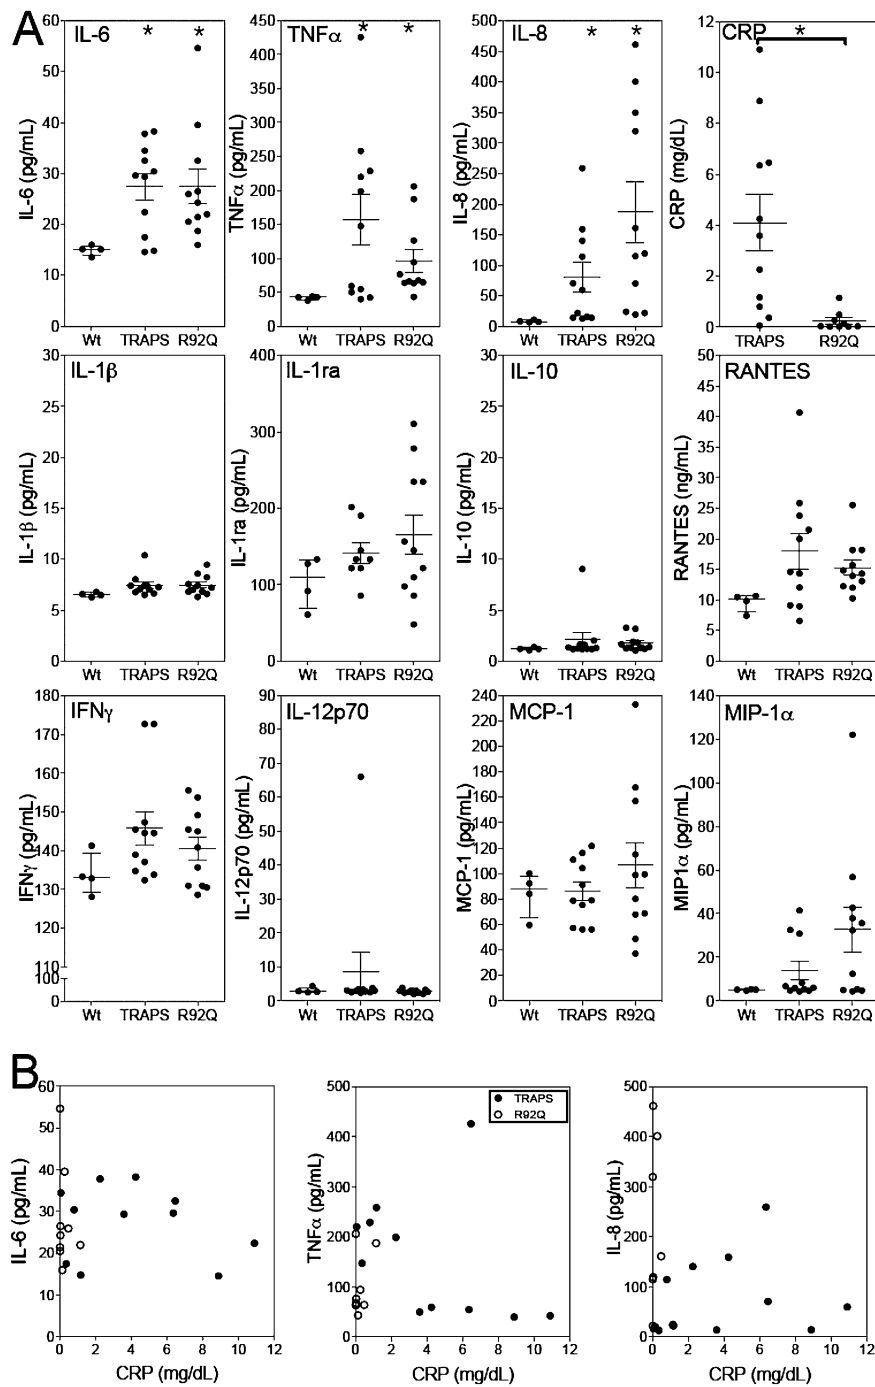 A
IL-6
* *
IL-6 (pg/mL)
60
50
40
30
20
10
0
Wt TRAPS R92Q
TNFα
* *
TNFα (pg/mL)
450
400
350
300
250
200
150
100
50
0
Wt TRAPS R92Q
IL-8
* *
IL-8 (pg/mL)
500
450
400
350
300
250
200
150
100
50
0
Wt TRAPS R92Q
CRP
*
CRP (mg/dL)
12
10
8
6
4
2
0
TRAPS R92Q
IL-1β
IL-1β (pg/mL)
30
25
20
15
10
5
0
Wt TRAPS R92Q
IL-1ra
IL-1ra (pg/mL)
400
300
200
100
0
Wt TRAPS R92Q
IL-10
IL-10 (pg/mL)
30
25
20
15
10
5
0
Wt TRAPS R92Q
RANTES
RANTES (ng/mL)
50
45
40
35
30
25
20
15
10
5
0
Wt TRAPS R92Q
IFNγ
IFNγ (pg/mL)
180
170
160
150
140
130
120
110
100
0
Wt TRAPS R92Q
IL-12p70
IL-12p70 (pg/mL)
90
80
70
60
50
40
30
20
10
0
Wt TRAPS R92Q
MCP-1
MCP-1 (pg/mL)
240
220
200
180
160
140
120
100
80
60
40
20
0
Wt TRAPS R92Q
MIP-1α
MIP1α (pg/mL)
140
120
100
80
60
40
20
0
Wt TRAPS R92Q
B
IL-6 (pg/mL)
60
50
40
30
20
10
0
0 2 4 6 8 10 12
CRP (mg/dL)
TNFα (pg/mL)
500
400
300
200
100
0
TRAPS
R92Q
0 2 4 6 8 10 12
CRP (mg/dL)
IL-8 (pg/mL)
500
400
300
200
100
0
0 2 4 6 8 10 12
CRP (mg/dL)